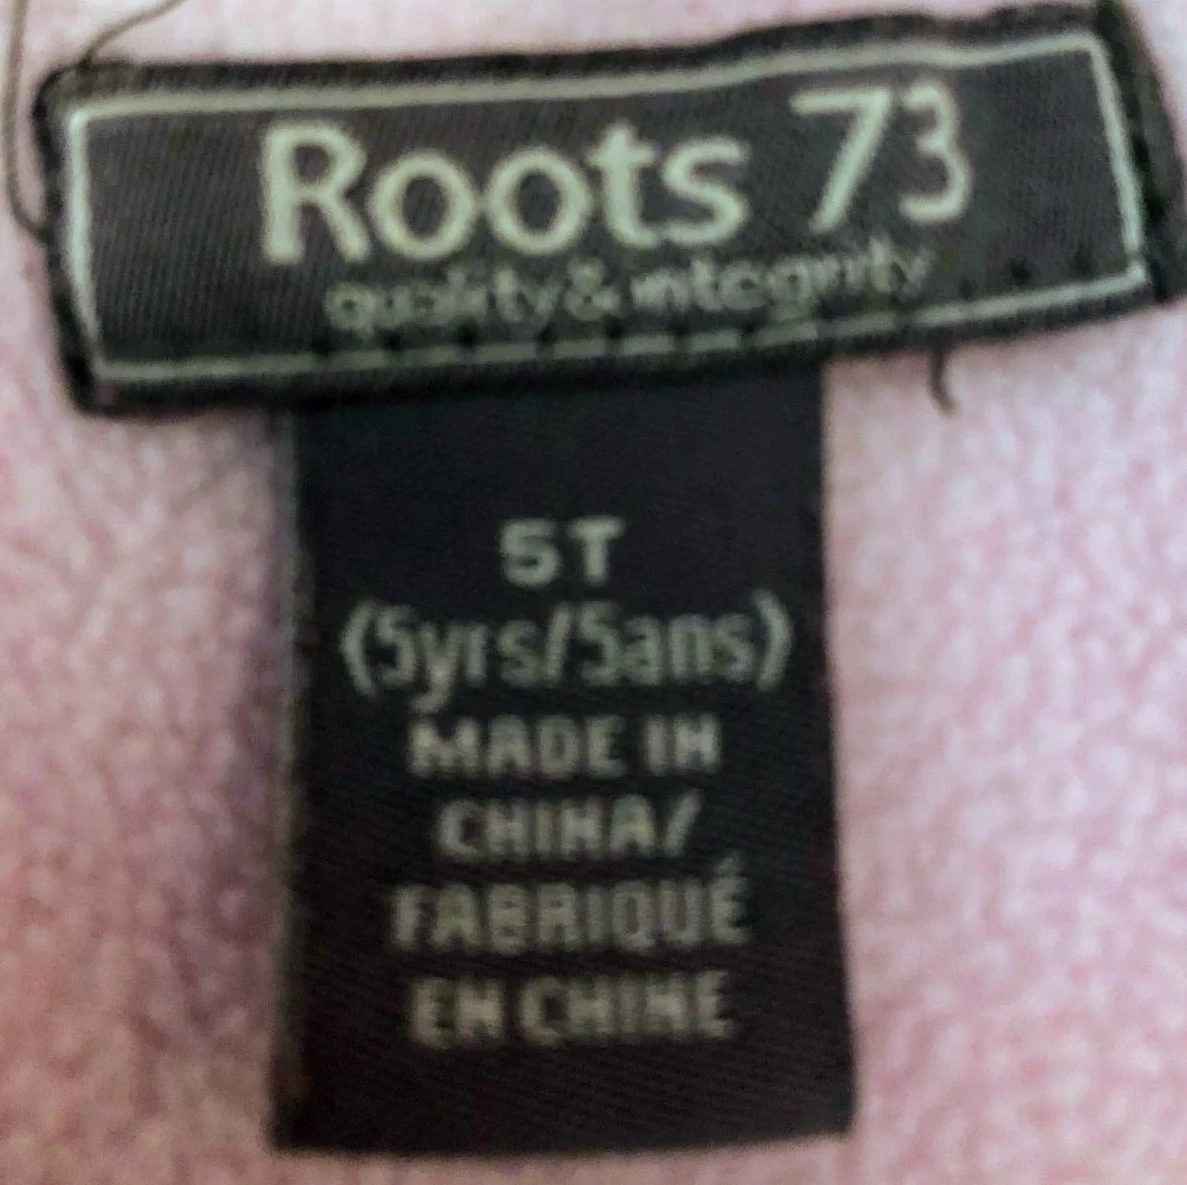 Roots 73
quality & integrity
5T
(5yrs/5ans)
MADE IN
CHINA/
FABRIQUÉ
EN CHINE